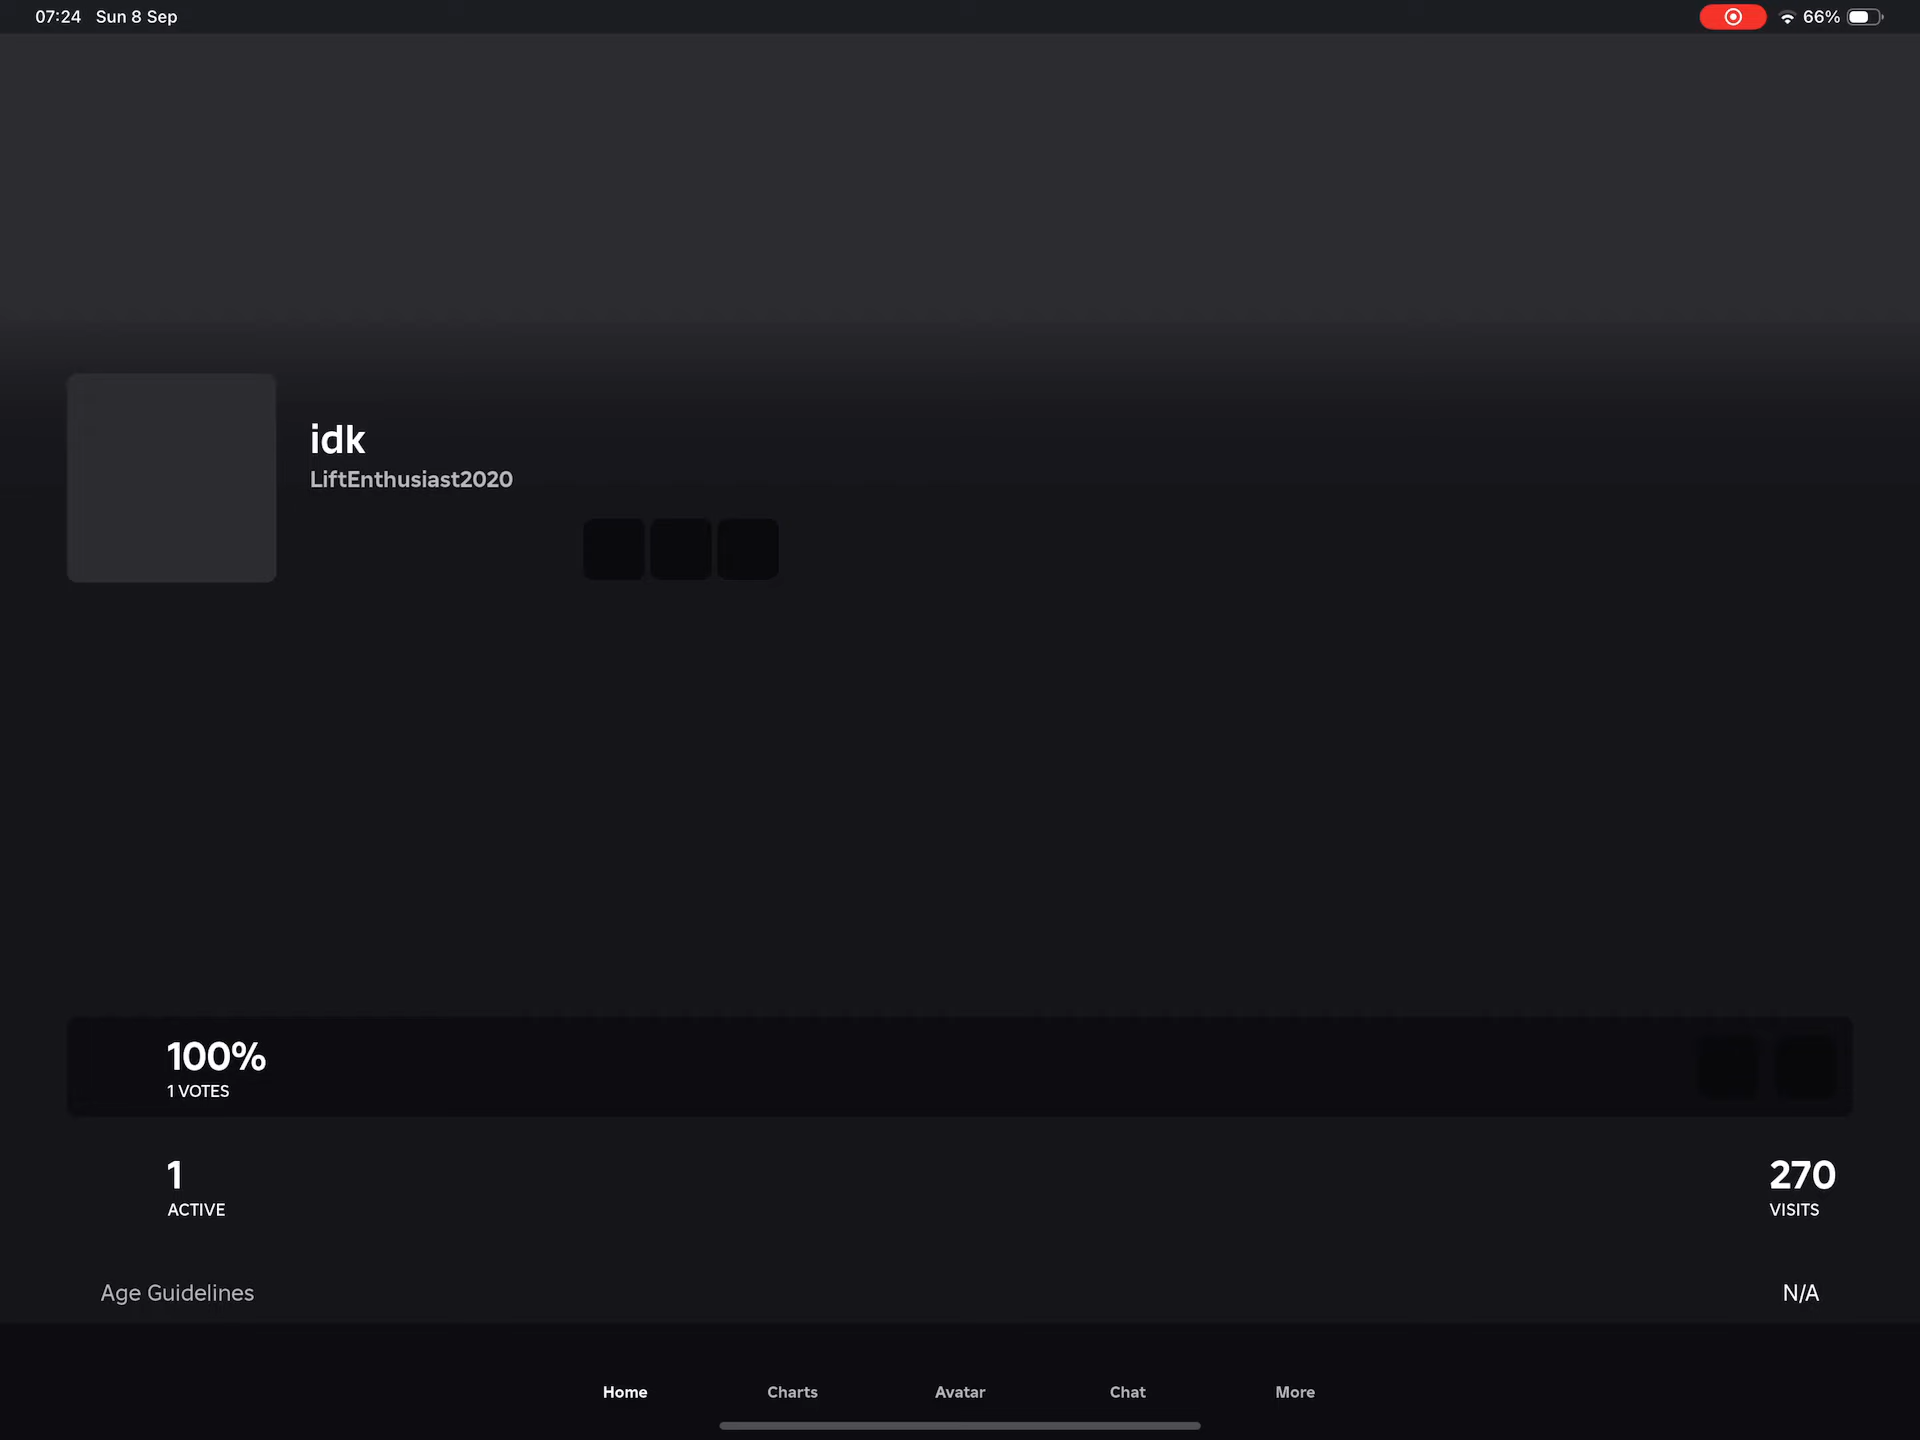 07:24 Sun 8 Sep
66%
idk
LiftEnthusiast2020
100%
1 VOTES
1
ACTIVE
270
VISITS
Age Guidelines
N/A
Home
Charts
Avatar
Chat
More